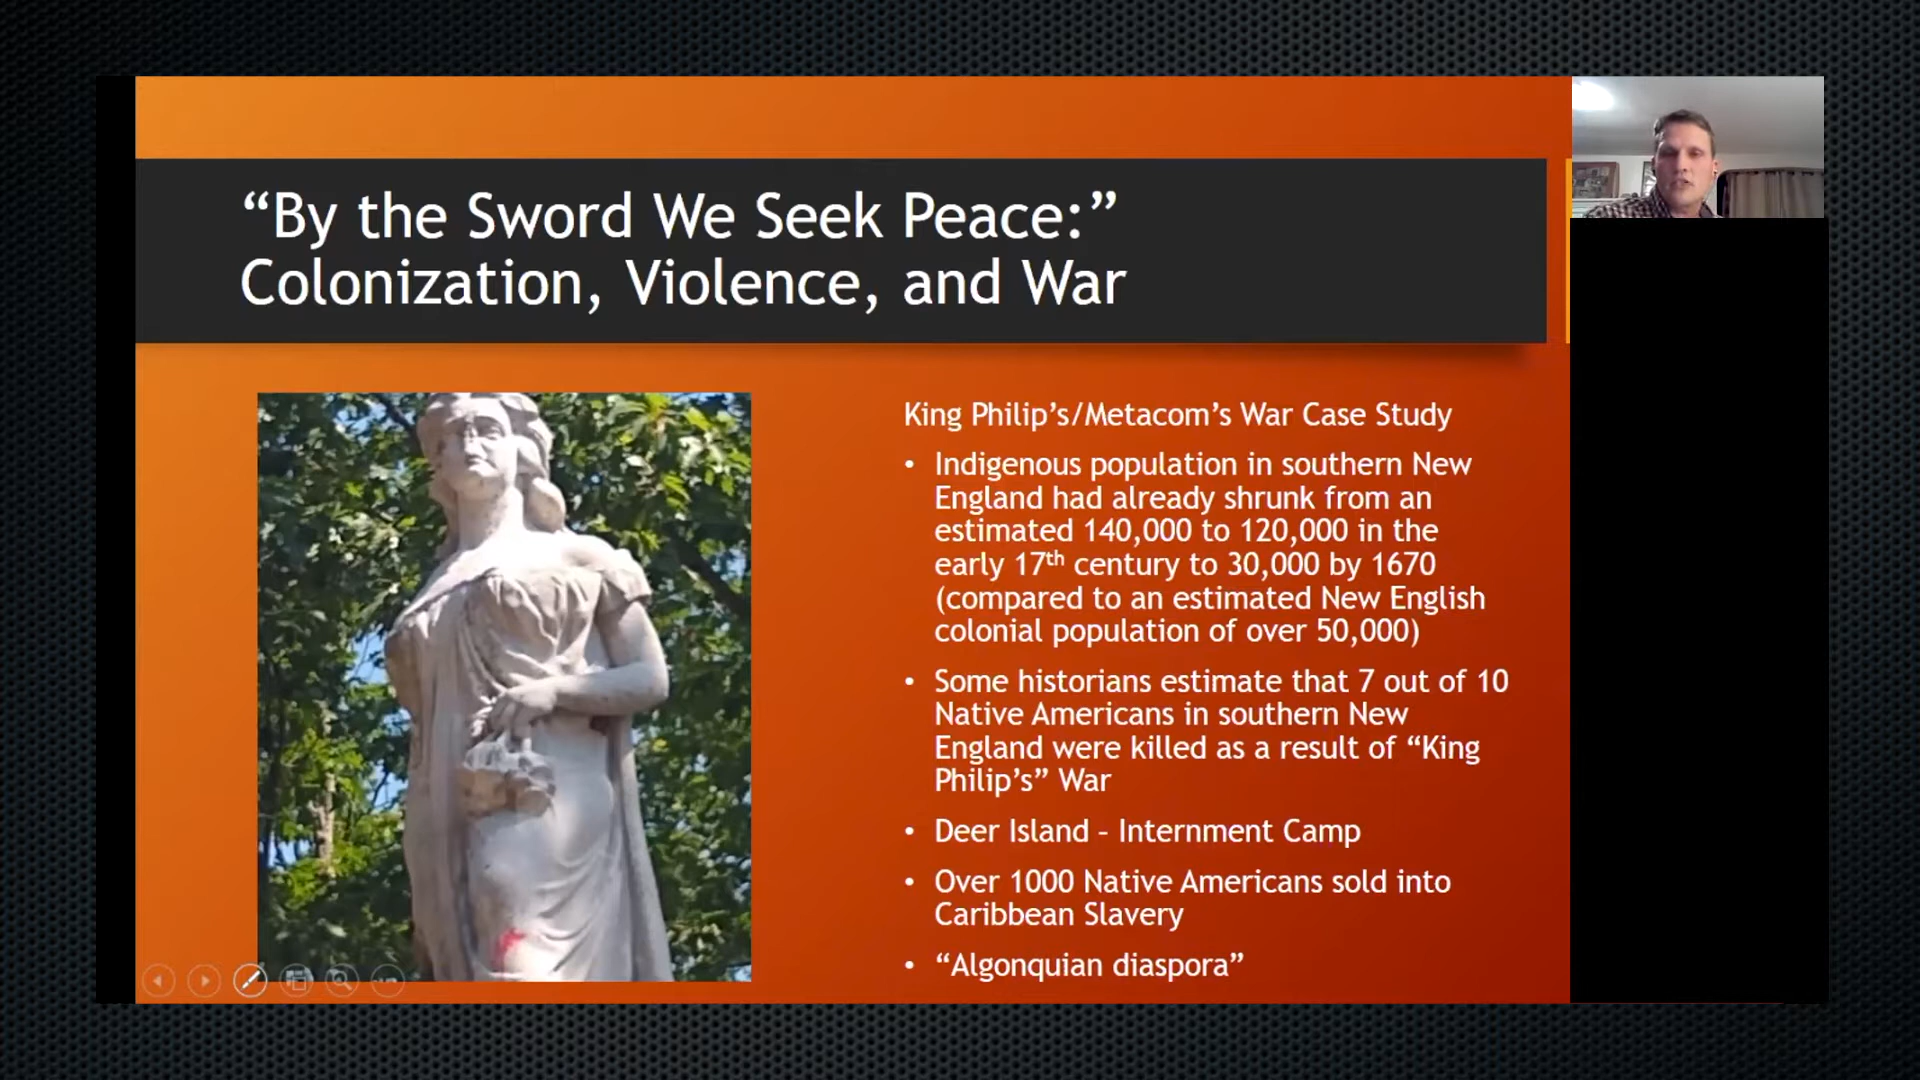 “By the Sword We Seek Peace:”
Colonization, Violence, and War
King Philip’s/Metacom’s War Case Study
• Indigenous population in southern New
England had already shrunk from an
estimated 140,000 to 120,000 in the
early 17th century to 30,000 by 1670
(compared to an estimated New English
colonial population of over 50,000)
• Some historians estimate that 7 out of 10
Native Americans in southern New
England were killed as a result of “King
Philip’s” War
• Deer Island – Internment Camp
• Over 1000 Native Americans sold into
Caribbean Slavery
• “Algonquian diaspora”